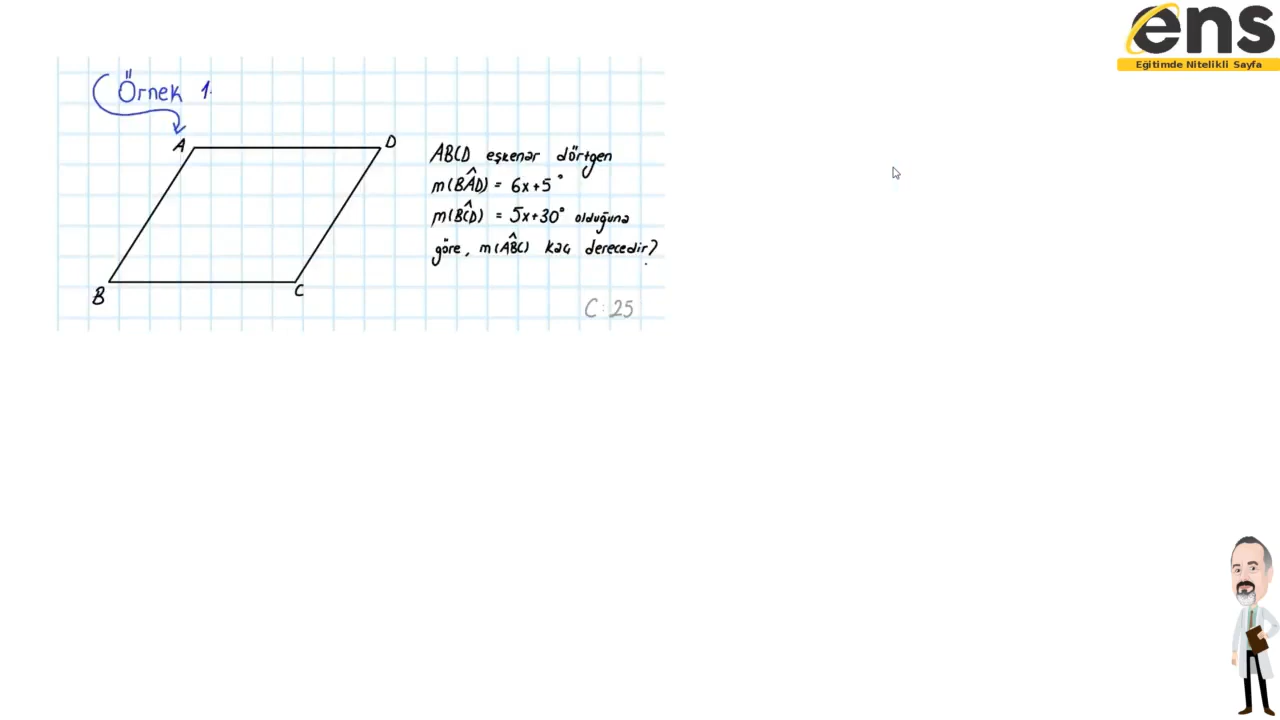 ens
Eğitimde Nitelikli Sayfa
Örnek 1.
A
D
B
C
ABCD eşkenar dörtgen
m(BÂD) = 6x+5°
m(BĈD) = 5x+30° olduğuna
göre, m(ABC) kaç derecedir?
C: 25